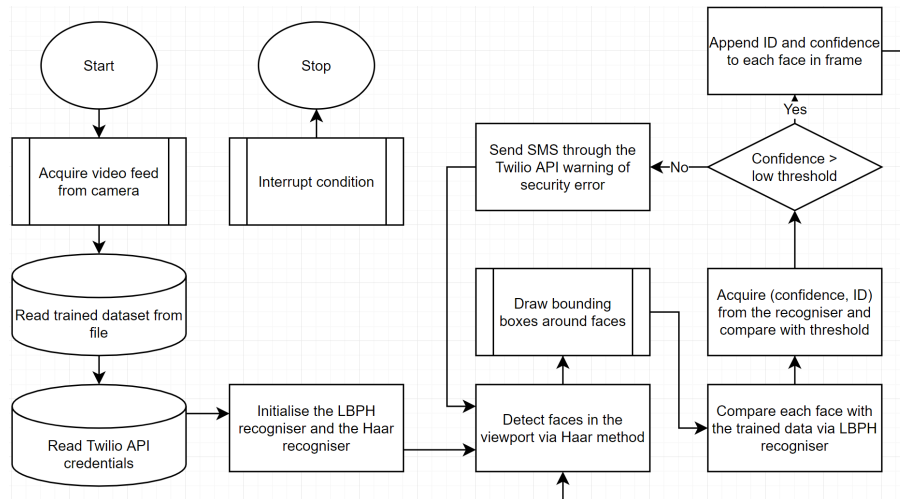 Start
Acquire video feed
from camera
Read trained dataset from
file
Read Twilio API
credentials
Initialise the LBPH
recogniser and the Haar
recogniser
Stop
Interrupt condition
Detect faces in the
viewport via Haar method
Draw bounding
boxes around faces
Compare each face with
the trained data via LBPH
recogniser
Acquire (confidence, ID)
from the recogniser and
compare with threshold
Confidence >
low threshold
No
Send SMS through the
Twilio API warning of
security error
Yes
Append ID and confidence
to each face in frame